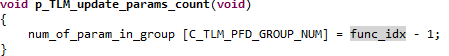 void p_TLM_update_params_count(void)
{
num_of_param_in_group [C_TLM_PFD_GROUP_NUM] = func_idx - 1;
}